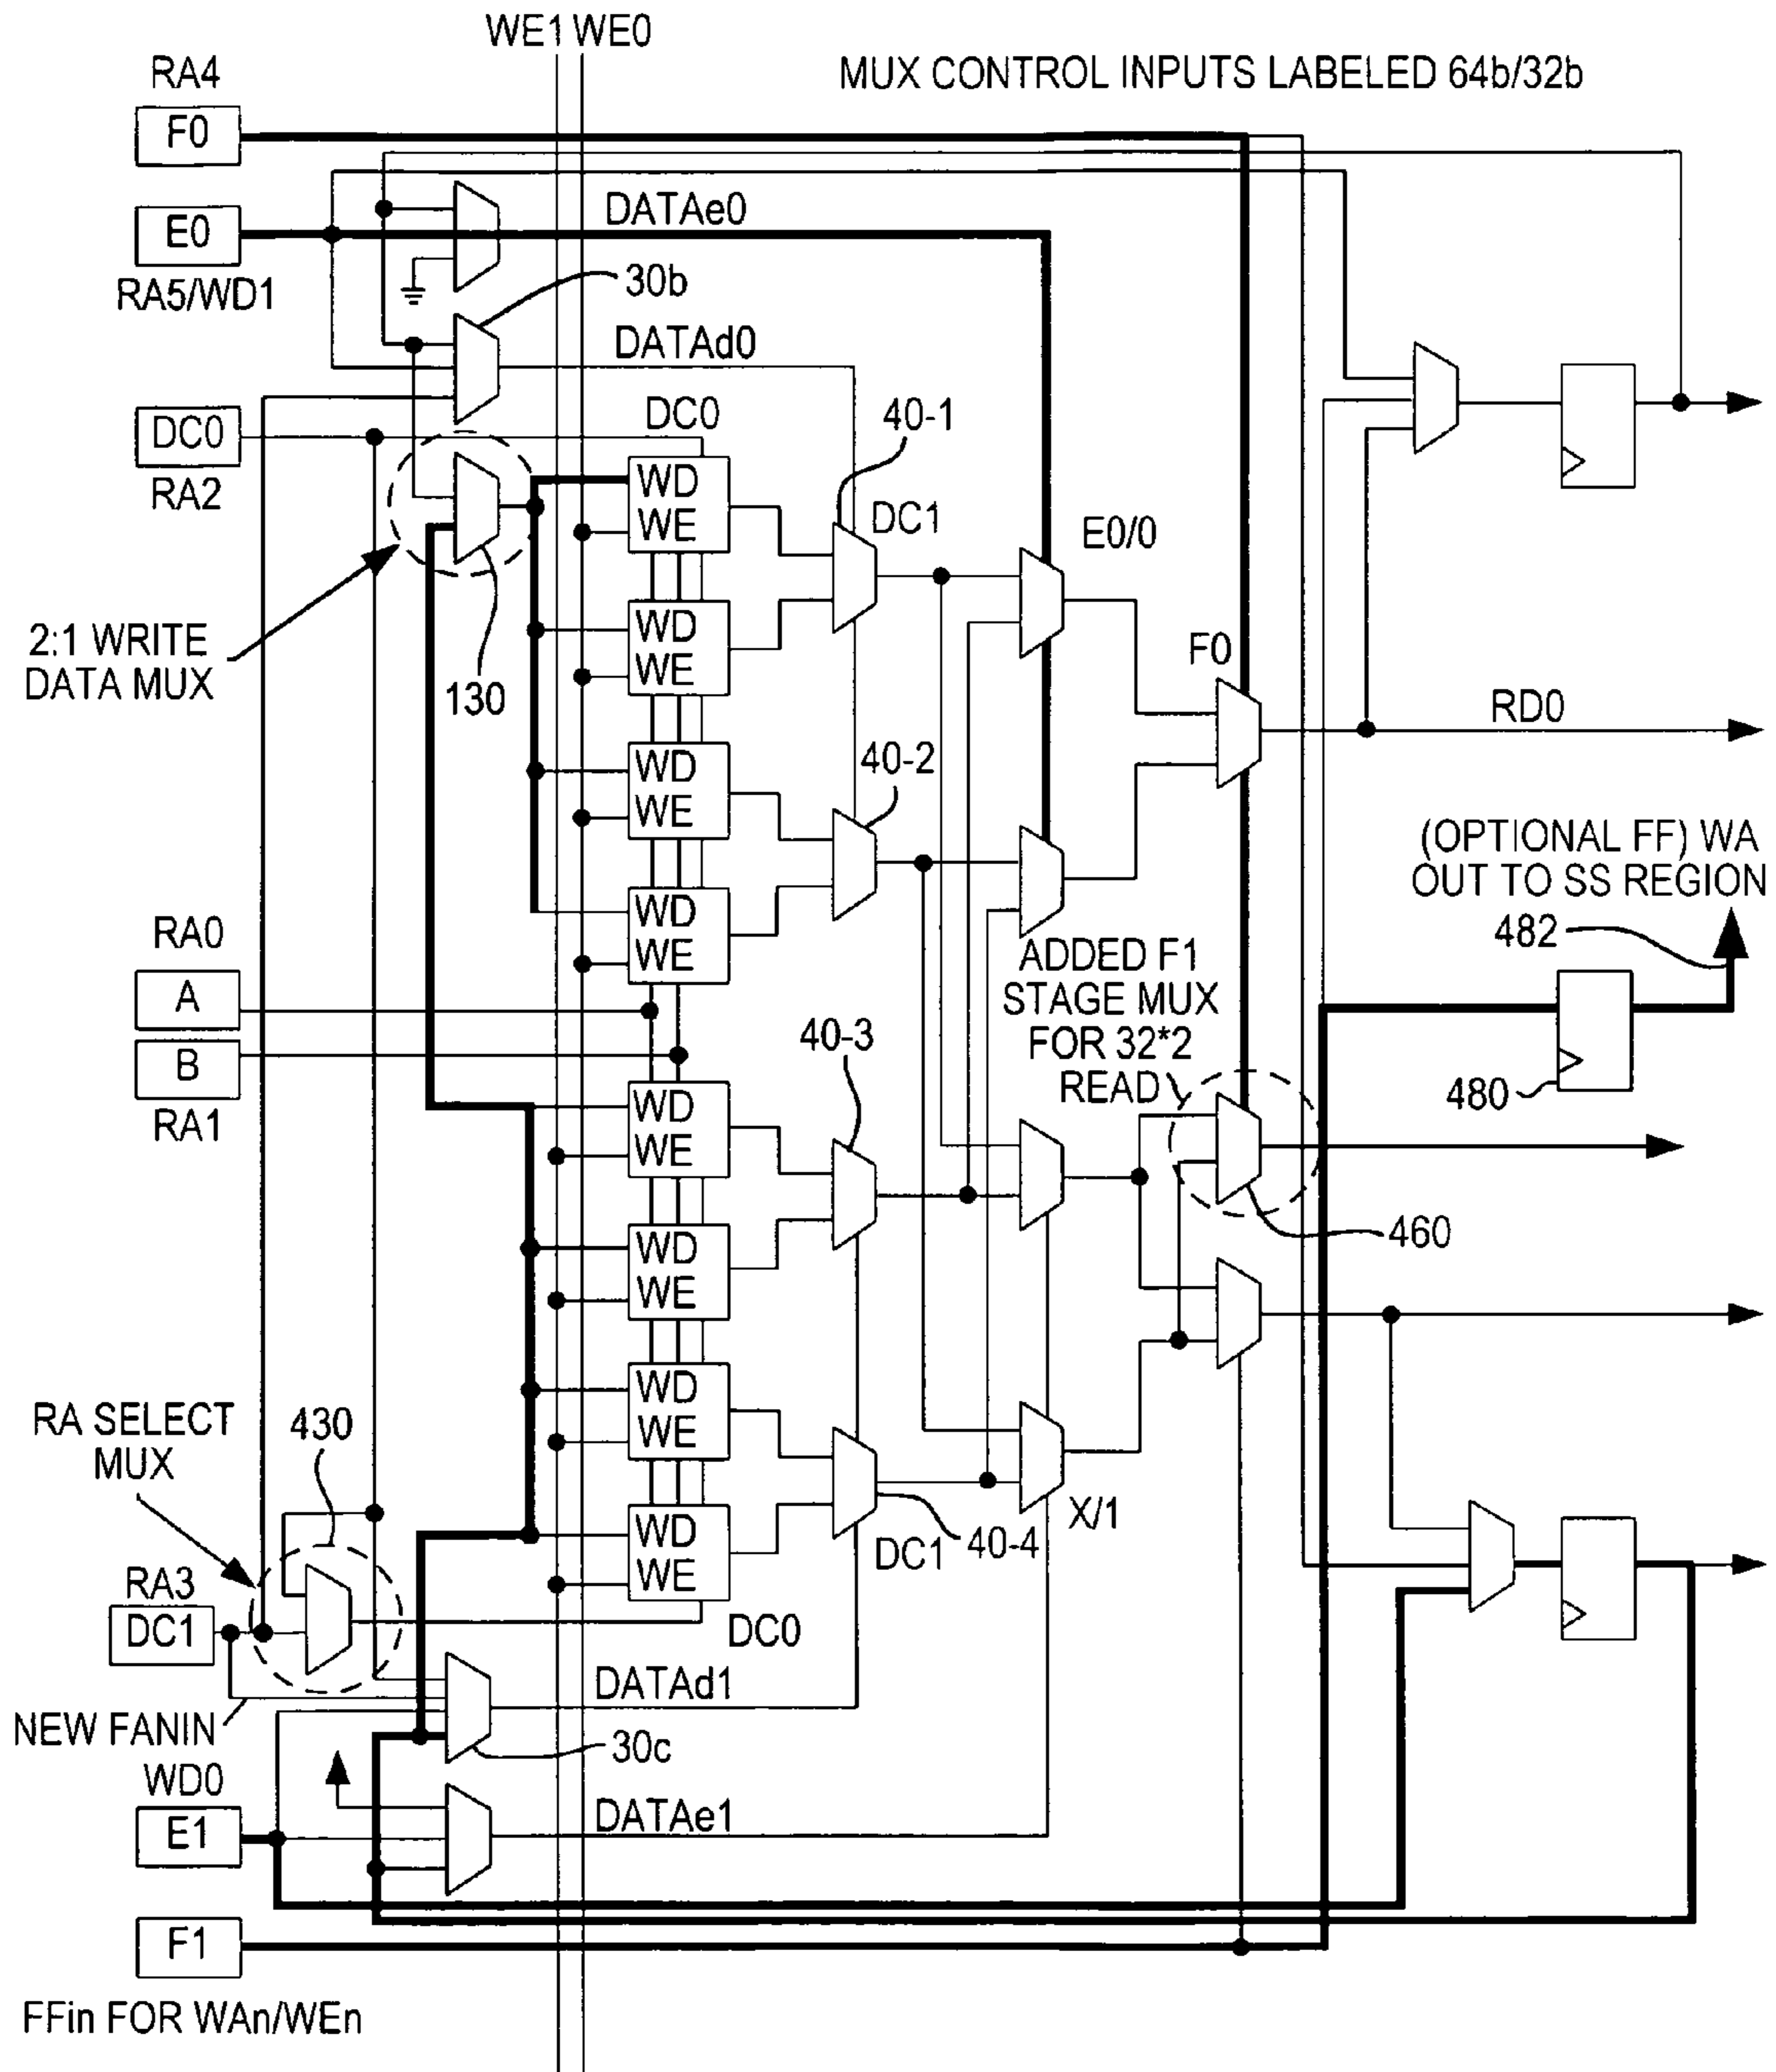 WE1 WE0
RA4
MUX CONTROL INPUTS LABELED 64b/32b
F0
E0
DATAe0
RA5/WD1
30b
DATAd0
DC0
DC0
40-1
RA2
WD
WE
DC1
E0/0
2:1 WRITE
DATA MUX
130
WD
WE
F0
RD0
WD
WE
40-2
(OPTIONAL FF) WA
OUT TO SS REGION
482
RA0
WD
WE
ADDED F1
STAGE MUX
FOR 32*2
READ
A
B
RA1
40-3
480
WD
WE
460
WD
WE
WD
WE
RA SELECT
MUX
430
X/1
WD
WE
DC1
40-4
RA3
DC1
DC0
DATAd1
NEW FANIN
30c
WD0
E1
DATAe1
F1
FFin FOR WAn/WEn